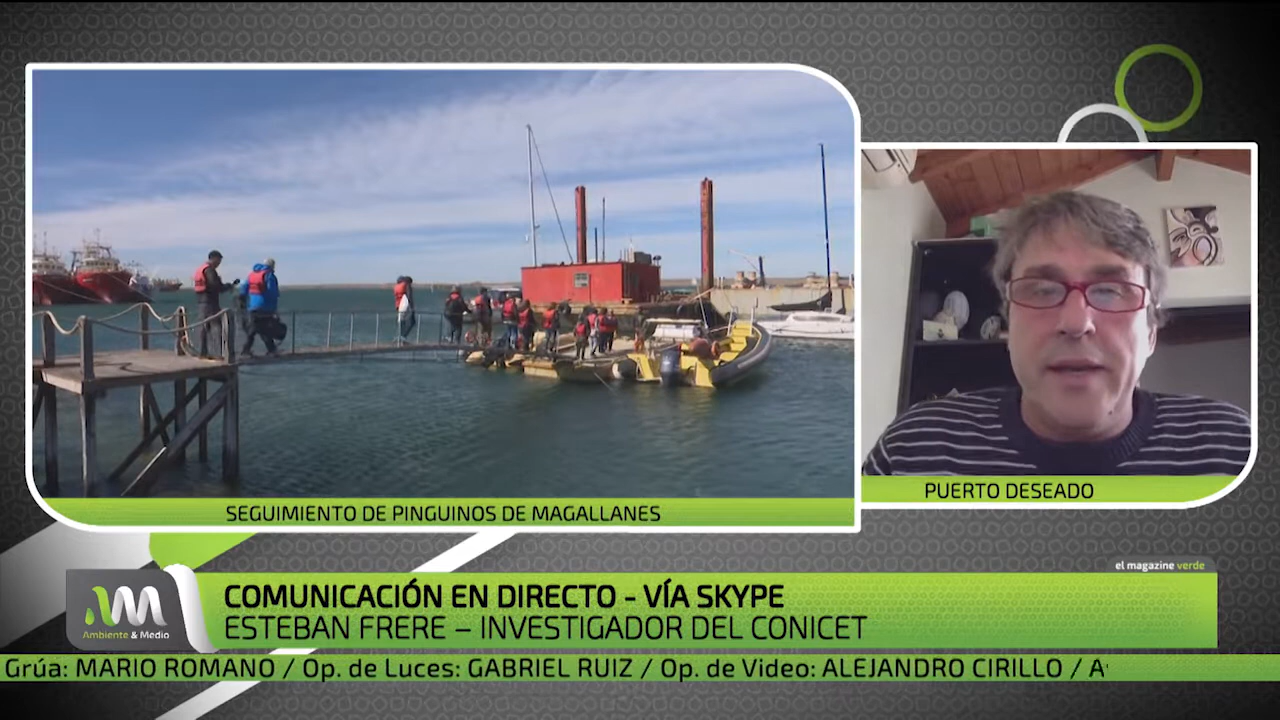 PUERTO DESEADO
SEGUIMIENTO DE PINGUINOS DE MAGALLANES
el magazine verde
COMUNICACIÓN EN DIRECTO - VÍA SKYPE
ESTEBAN FRERE – INVESTIGADOR DEL CONICET
AM
Ambiente & Medio
Grúa: MARIO ROMANO / Op. de Luces: GABRIEL RUIZ / Op. de Video: ALEJANDRO CIRILLO /